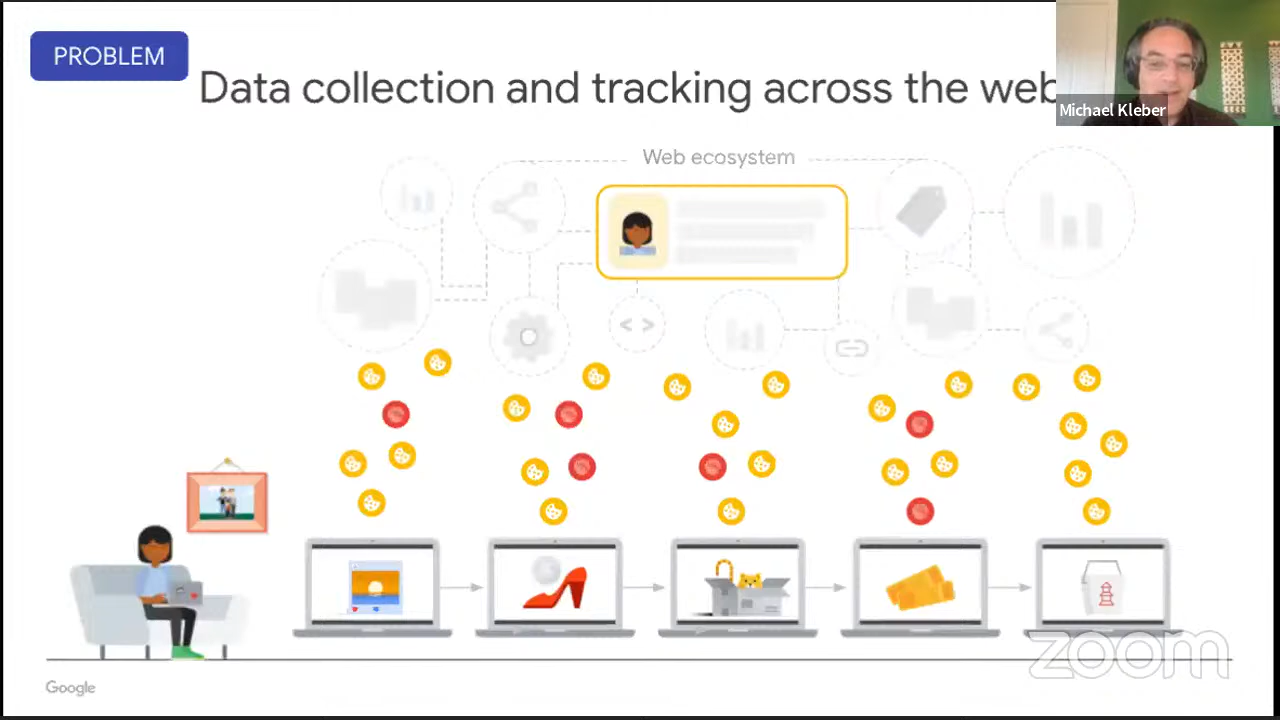 PROBLEM
Data collection and tracking across the web
Michael Kleber
Web ecosystem
< >
zoom
Google